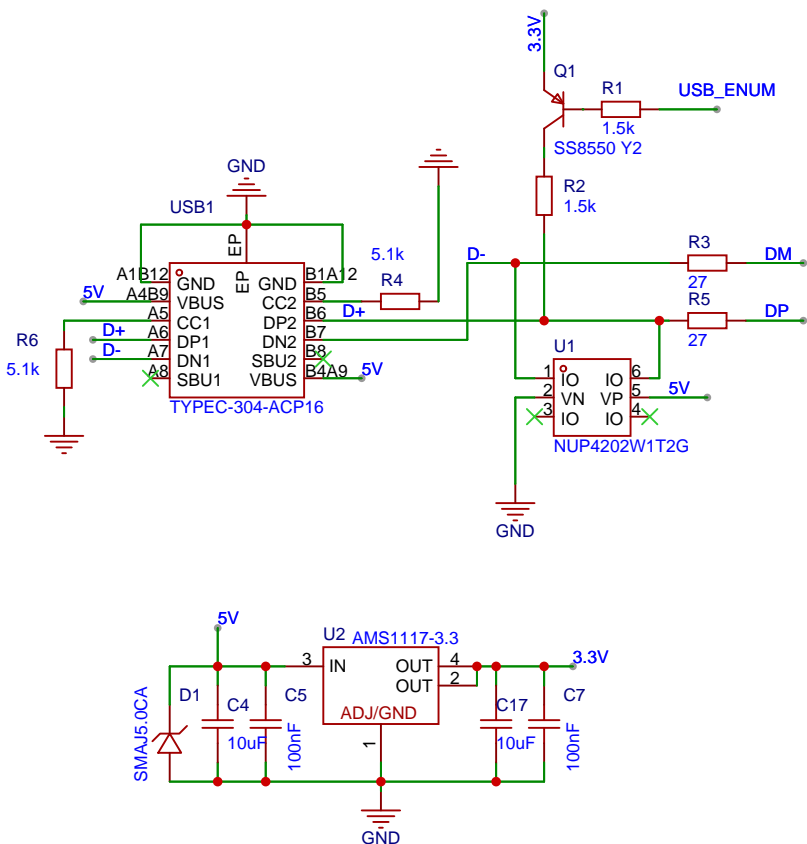 3.3V
Q1
R1
USB_ENUM
1.5k
SS8550 Y2
GND
R2
1.5k
USB1
EP
EP
5.1k
R4
D-
R3
DM
27
A1B12
GND
GND
B1A12
5V
A4B9
VBUS
CC2
B5
D+
R5
DP
27
A5
CC1
DP2
B6
R6
5.1k
D+
A6
DP1
DN2
B7
D-
A7
DN1
SBU2
B8
A8
SBU1
VBUS
B4A9
5V
TYPEC-304-ACP16
U1
1
IO
IO
6
2
VN
VP
5
5V
3
IO
IO
4
NUP4202W1T2G
GND
5V
U2
AMS1117-3.3
3
IN
OUT
4
3.3V
OUT
2
ADJ/GND
1
D1
SMAJ5.0CA
C4
10uF
C5
100nF
C17
10uF
C7
100nF
GND